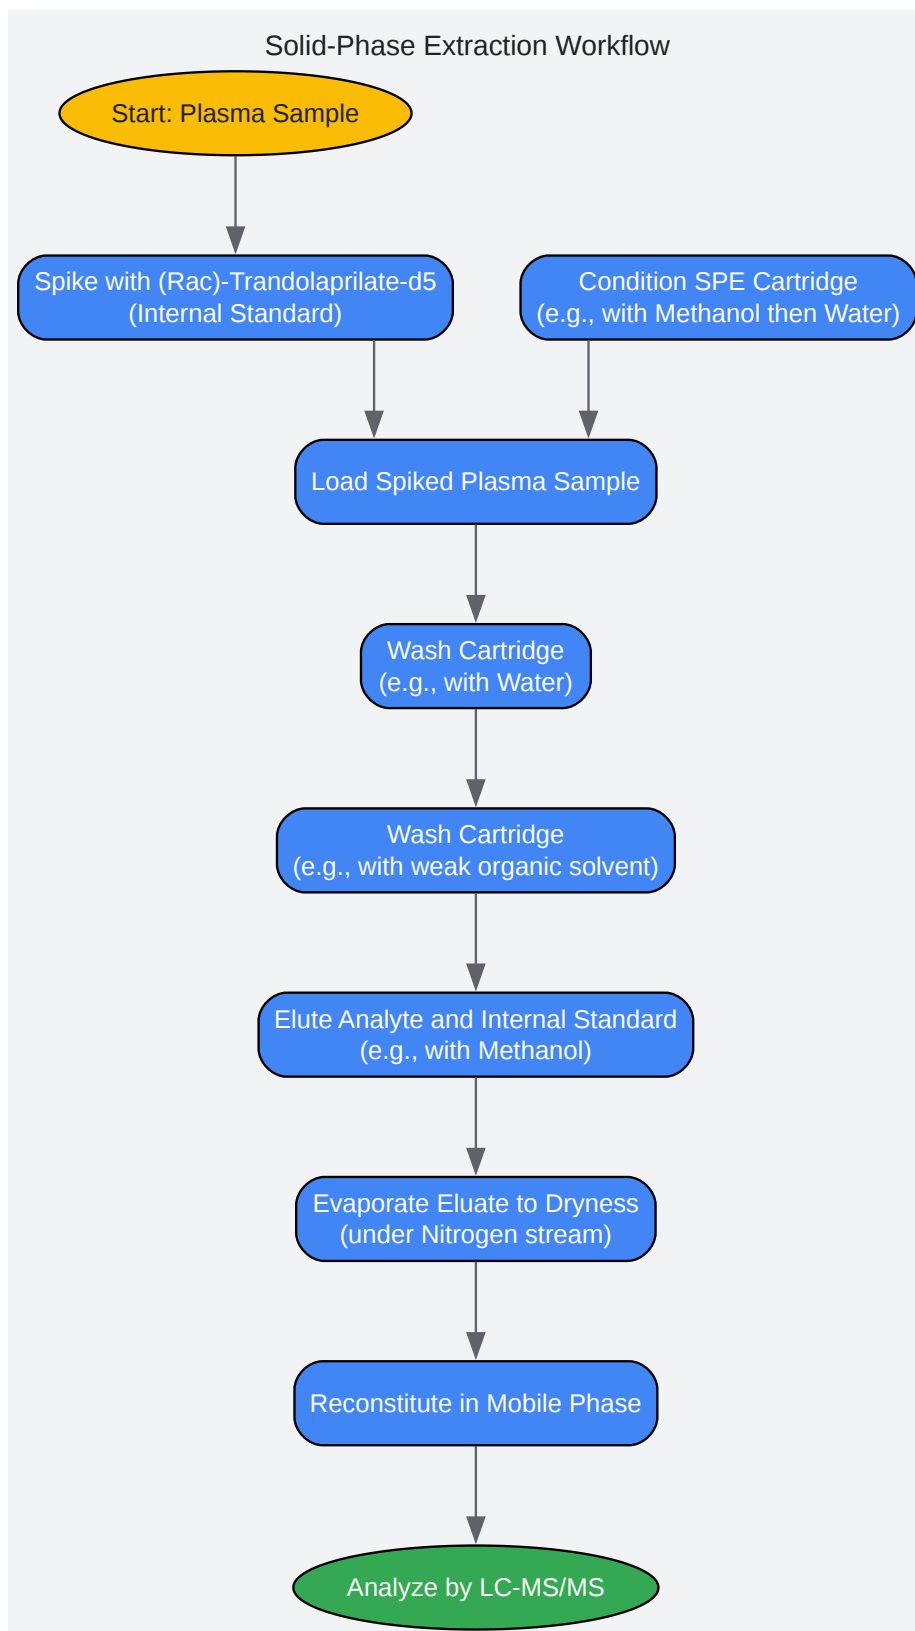 Solid-Phase Extraction Workflow
Start: Plasma Sample
Spike with (Rac)-Trandolaprilate-d5
(Internal Standard)
Condition SPE Cartridge
(e.g., with Methanol then Water)
Load Spiked Plasma Sample
Wash Cartridge
(e.g., with Water)
Wash Cartridge
(e.g., with weak organic solvent)
Elute Analyte and Internal Standard
(e.g., with Methanol)
Evaporate Eluate to Dryness
(under Nitrogen stream)
Reconstitute in Mobile Phase
Analyze by LC-MS/MS